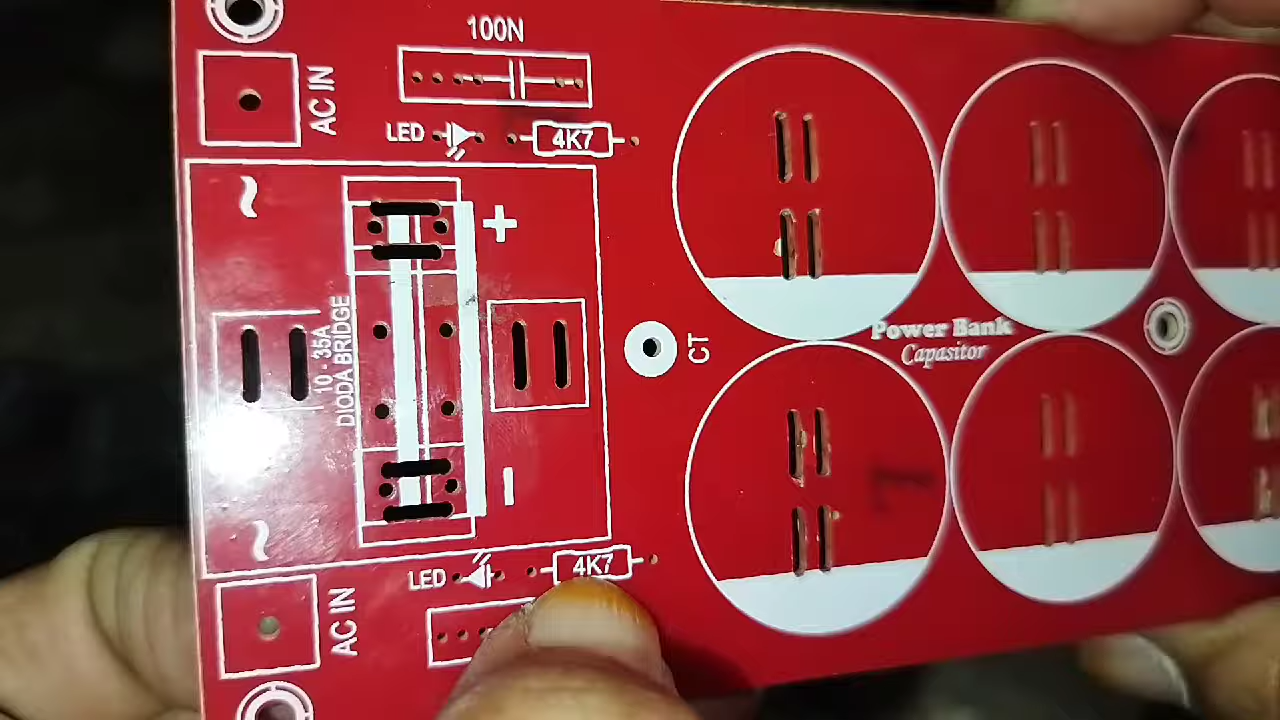 100N
AC IN
LED
4K7
~
+
10 - 35A
DIODA BRIDGE
CT
Power Bank
Capasitor
-
~
LED
4K7
AC IN